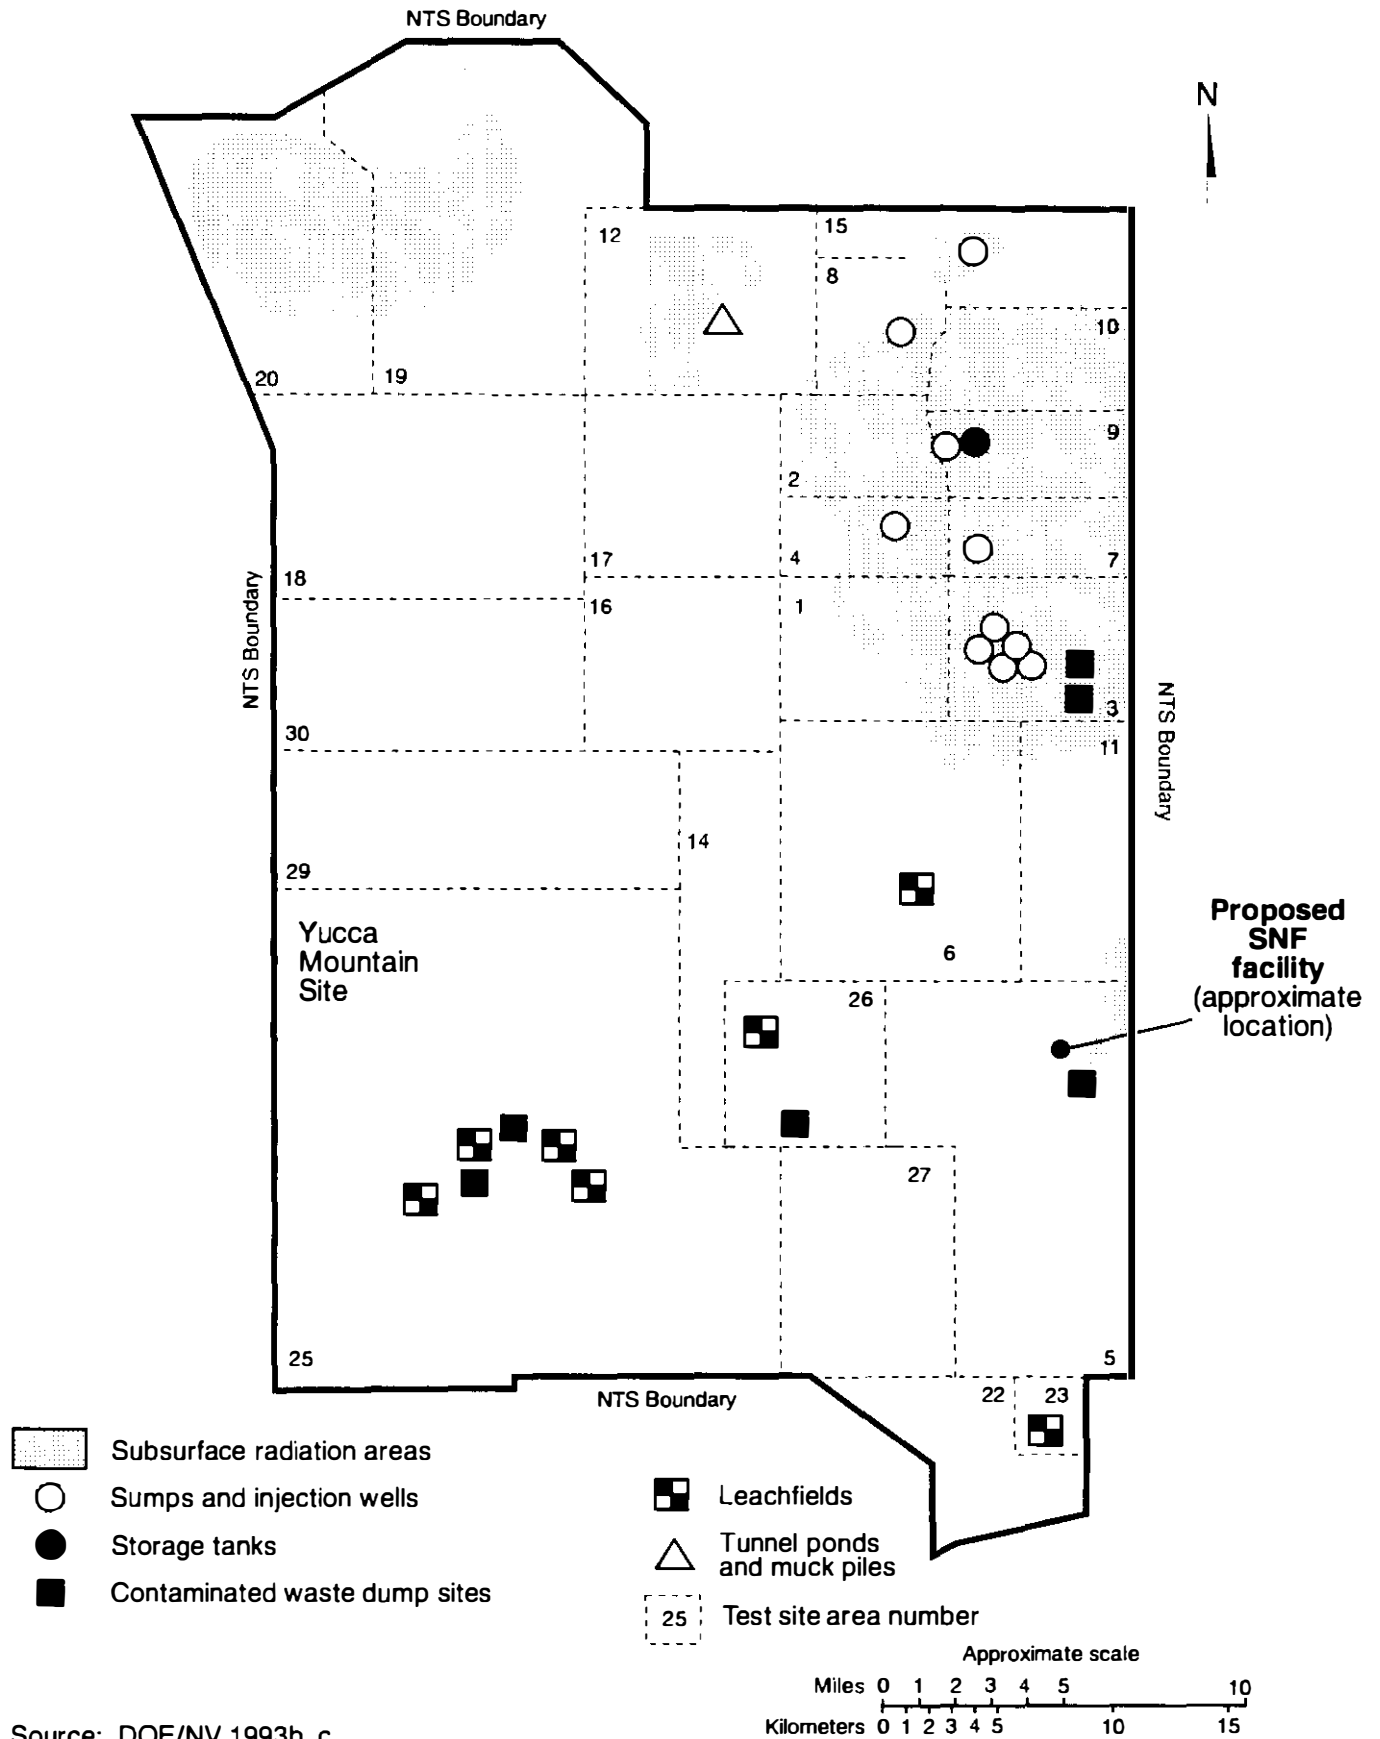 NTS Boundary
N
12
15
8
10
20
19
9
2
17
4
7
18
16
1
NTS Boundary
3
NTS Boundary
30
11
14
29
Proposed
SNF
facility
(approximate
location)
Yucca
Mountain
Site
6
26
27
25
5
NTS Boundary
22
23
Subsurface radiation areas
Sumps and injection wells
Storage tanks
Contaminated waste dump sites
Leachfields
Tunnel ponds
and muck piles
25
Test site area number
Approximate scale
Miles 0 1 2 3 4 5 10
Kilometers 0 1 2 3 4 5 10 15
Source: DOE/NV 1993b, c